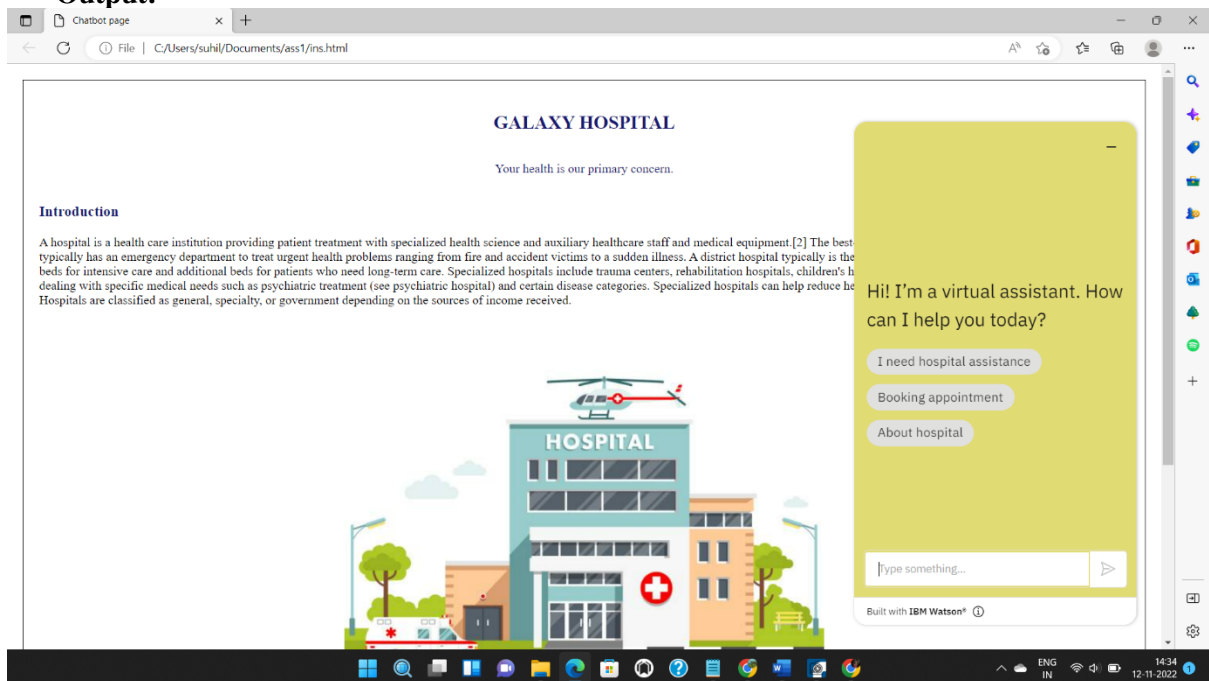 Output:
Chatbot page
File | C:/Users/suhil/Documents/ass1/ins.html
GALAXY HOSPITAL
Your health is our primary concern.
Introduction
A hospital is a health care institution providing patient treatment with specialized health science and auxiliary healthcare staff and medical equipment.[2] The best-
typically has an emergency department to treat urgent health problems ranging from fire and accident victims to a sudden illness. A district hospital typically is the
beds for intensive care and additional beds for patients who need long-term care. Specialized hospitals include trauma centers, rehabilitation hospitals, children's h
dealing with specific medical needs such as psychiatric treatment (see psychiatric hospital) and certain disease categories. Specialized hospitals can help reduce he
Hospitals are classified as general, specialty, or government depending on the sources of income received.
HOSPITAL
Hi! I'm a virtual assistant. How
can I help you today?
I need hospital assistance
Booking appointment
About hospital
Type something...
Built with IBM Watson®
ENG
IN
14:34
12-11-2022
1